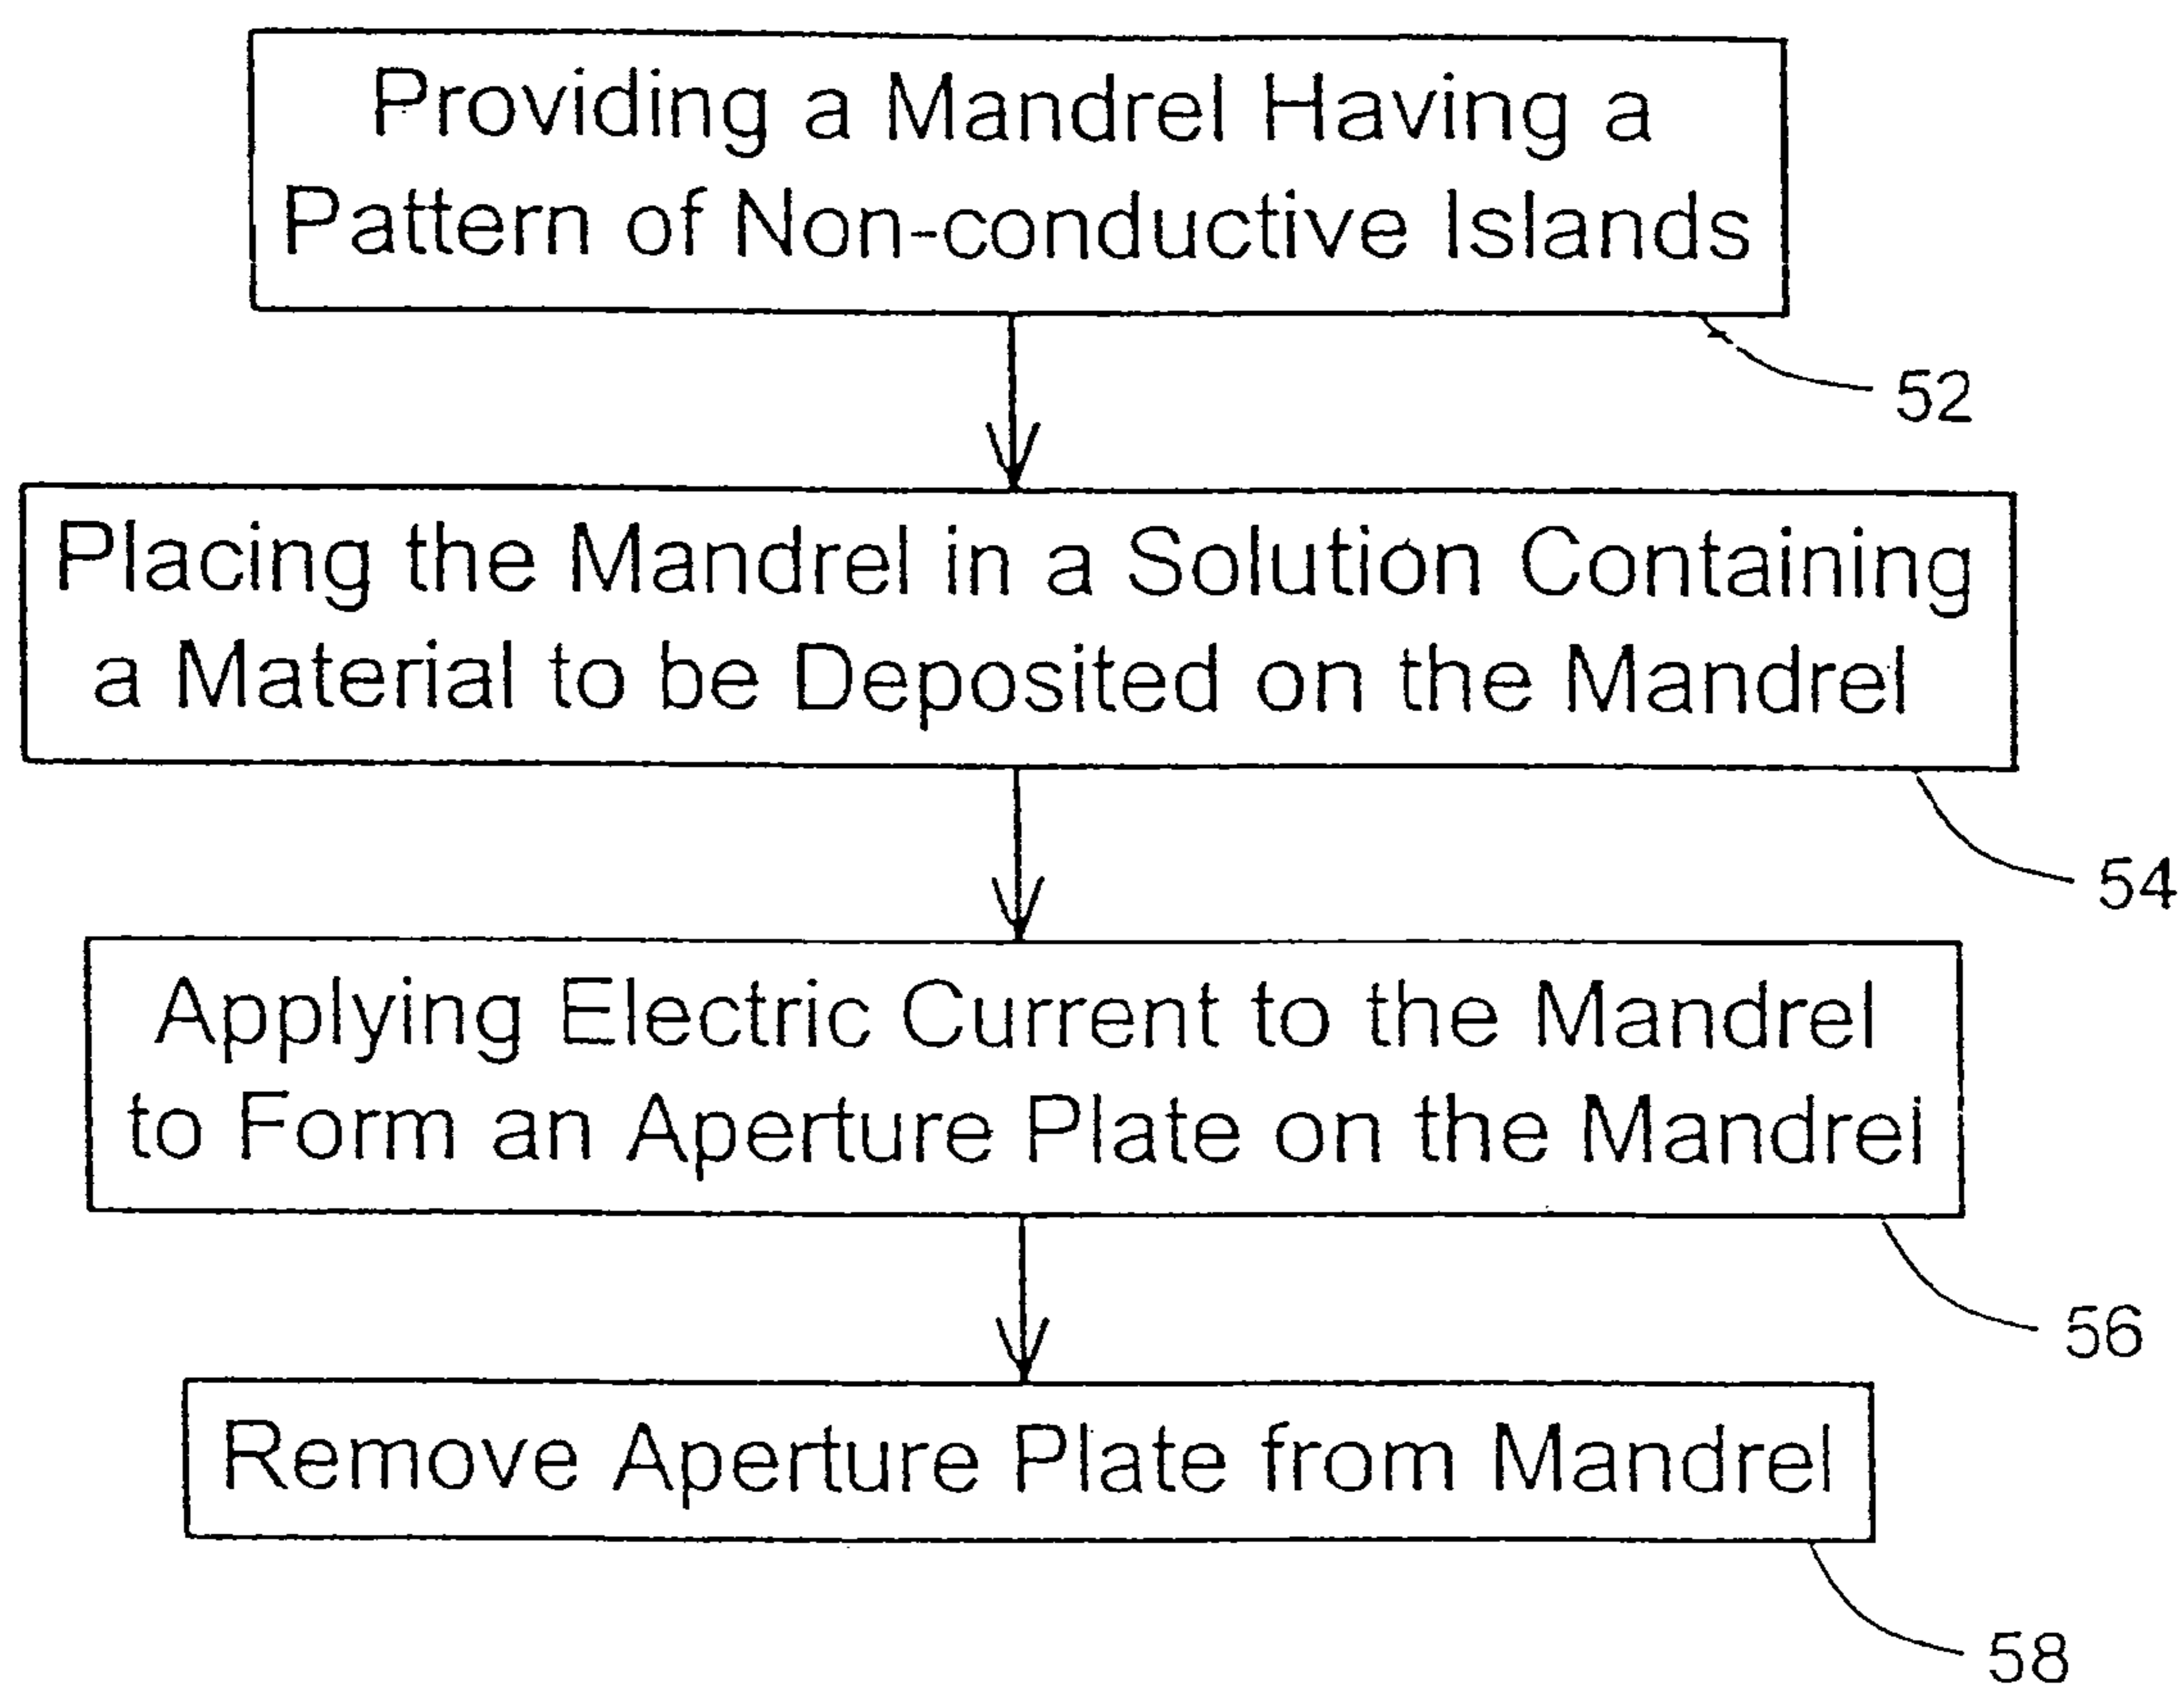 Providing a Mandrel Having a
Pattern of Non-conductive Islands
52
Placing the Mandrel in a Solution Containing
a Material to be Deposited on the Mandrel
54
Applying Electric Current to the Mandrel
to Form an Aperture Plate on the Mandrel
56
Remove Aperture Plate from Mandrel
58